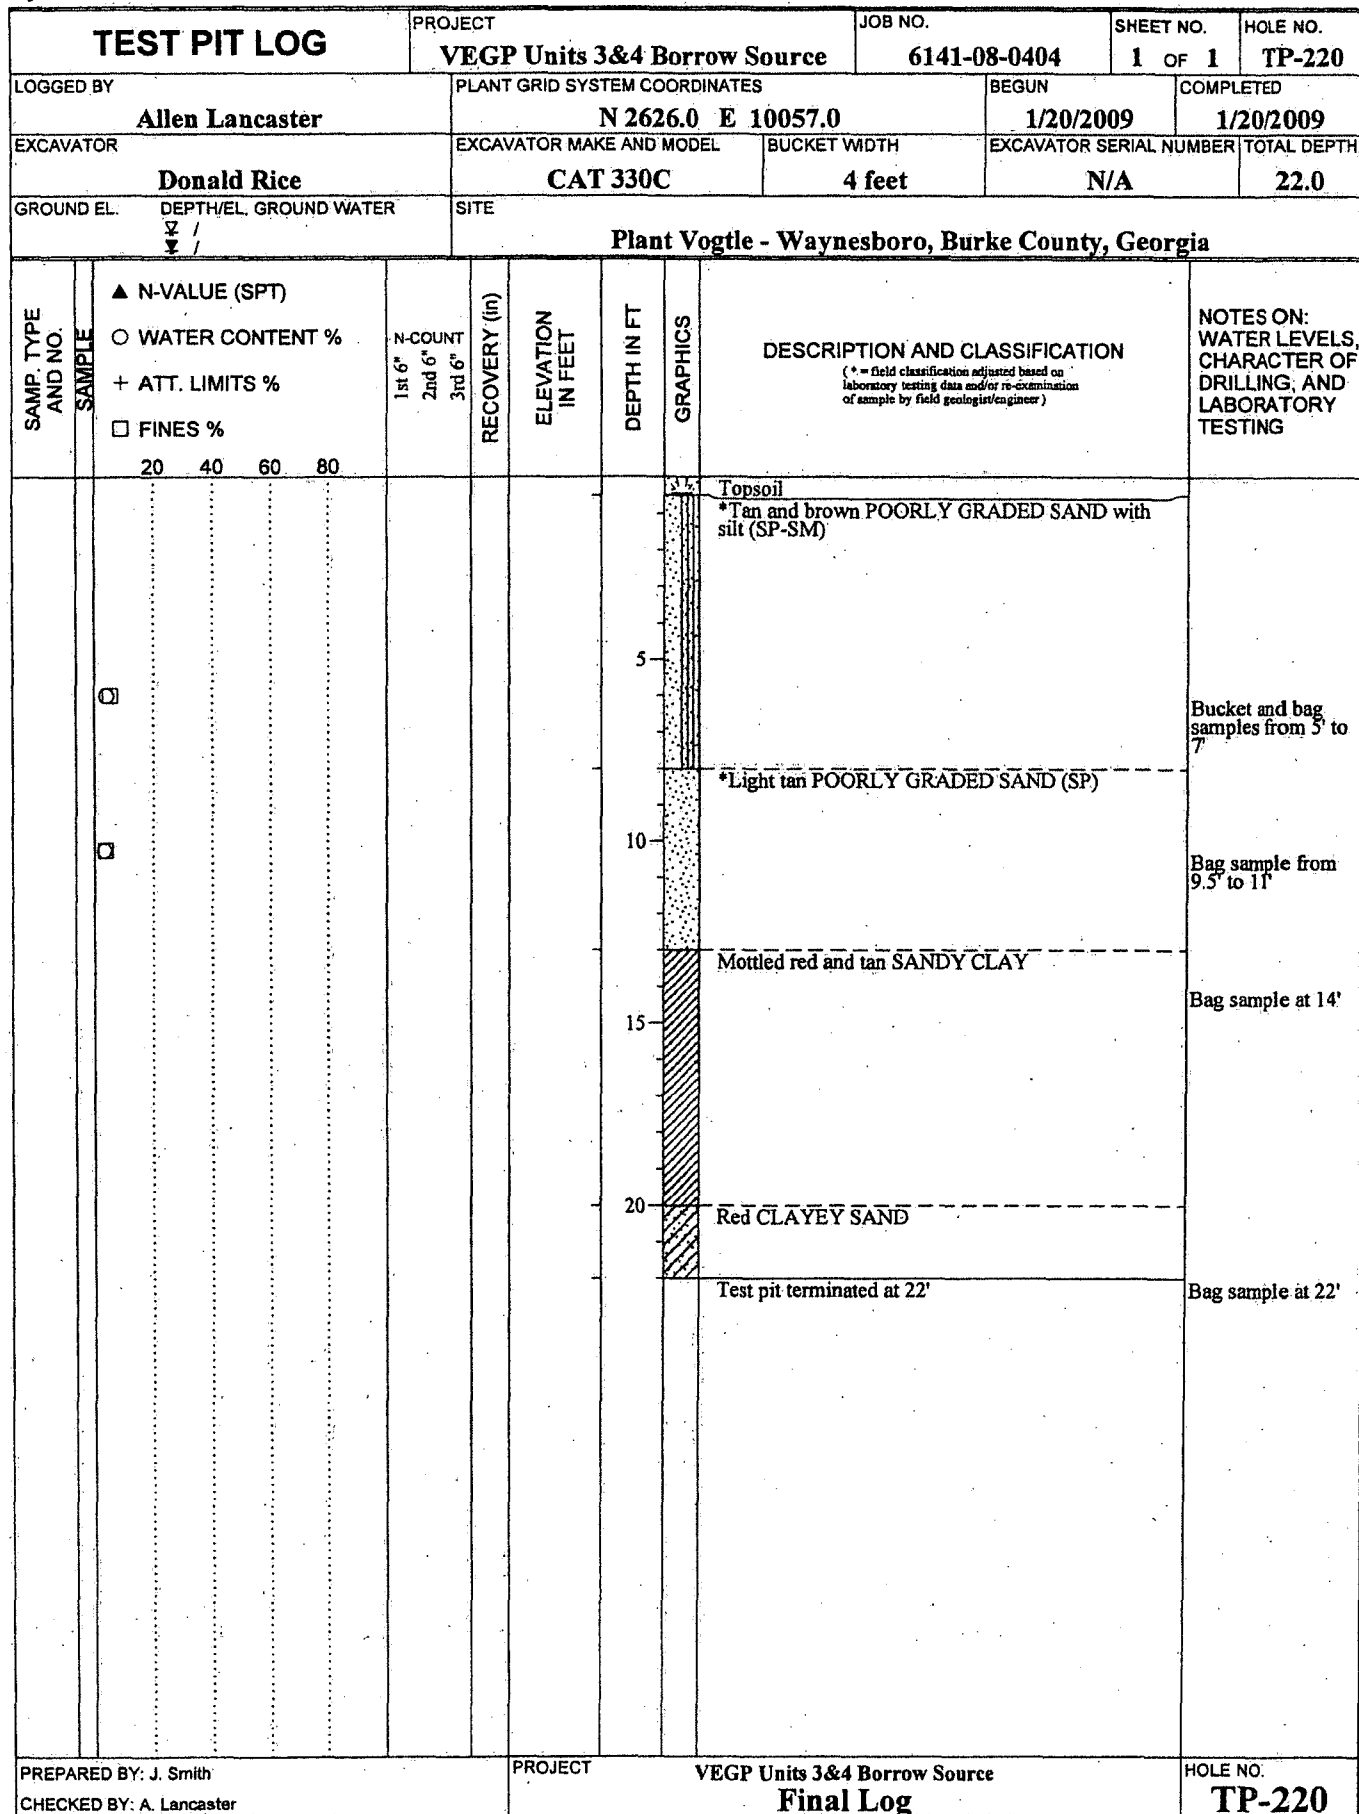 TEST PIT LOG
PROJECT
VEGP Units 3&4 Borrow Source
JOB NO.
6141-08-0404
SHEET NO.
1 OF 1
HOLE NO.
TP-220
LOGGED BY
Allen Lancaster
PLANT GRID SYSTEM COORDINATES
N 2626.0 E 10057.0
BEGUN
1/20/2009
COMPLETED
1/20/2009
EXCAVATOR
Donald Rice
EXCAVATOR MAKE AND MODEL
CAT 330C
BUCKET WIDTH
4 feet
EXCAVATOR SERIAL NUMBER
N/A
TOTAL DEPTH
22.0
GROUND EL.
DEPTH/EL. GROUND WATER
/
/
SITE
Plant Vogtle - Waynesboro, Burke County, Georgia
SAMP. TYPE
AND NO.
SAMPLE
▲ N-VALUE (SPT)
○ WATER CONTENT %
+ ATT. LIMITS %
□ FINES %
20 40 60 80
N-COUNT
1st 6"
2nd 6"
3rd 6"
RECOVERY (in)
ELEVATION
IN FEET
DEPTH IN FT
GRAPHICS
DESCRIPTION AND CLASSIFICATION
( * = field classification adjusted based on
laboratory testing data and/or re-examination
of sample by field geologist/engineer )
NOTES ON:
WATER LEVELS,
CHARACTER OF
DRILLING, AND
LABORATORY
TESTING
Topsoil
*Tan and brown POORLY GRADED SAND with
silt (SP-SM)
5
Bucket and bag
samples from 5' to
7'
*Light tan POORLY GRADED SAND (SP)
10
Bag sample from
9.5' to 11'
Mottled red and tan SANDY CLAY
Bag sample at 14'
15
20
Red CLAYEY SAND
Test pit terminated at 22'
Bag sample at 22'
PREPARED BY: J. Smith
CHECKED BY: A. Lancaster
PROJECT
VEGP Units 3&4 Borrow Source
Final Log
HOLE NO.
TP-220